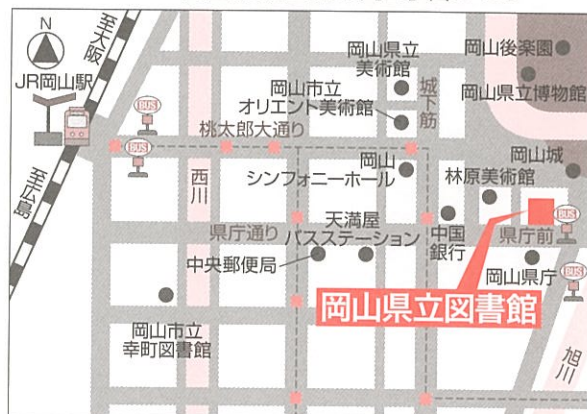 N
至大阪
JR岡山駅
至広島
BUS
BUS
岡山県立
美術館
岡山後楽園
岡山県立博物館
岡山市立
オリエント美術館
城下筋
桃太郎大通り
岡山
シンフォニーホール
岡山城
林原美術館
西川
BUS
県庁通り
天満屋
バスステーション
中国
銀行
県庁前
中央郵便局
岡山県庁
BUS
岡山県立図書館
岡山市立
幸町図書館
旭川